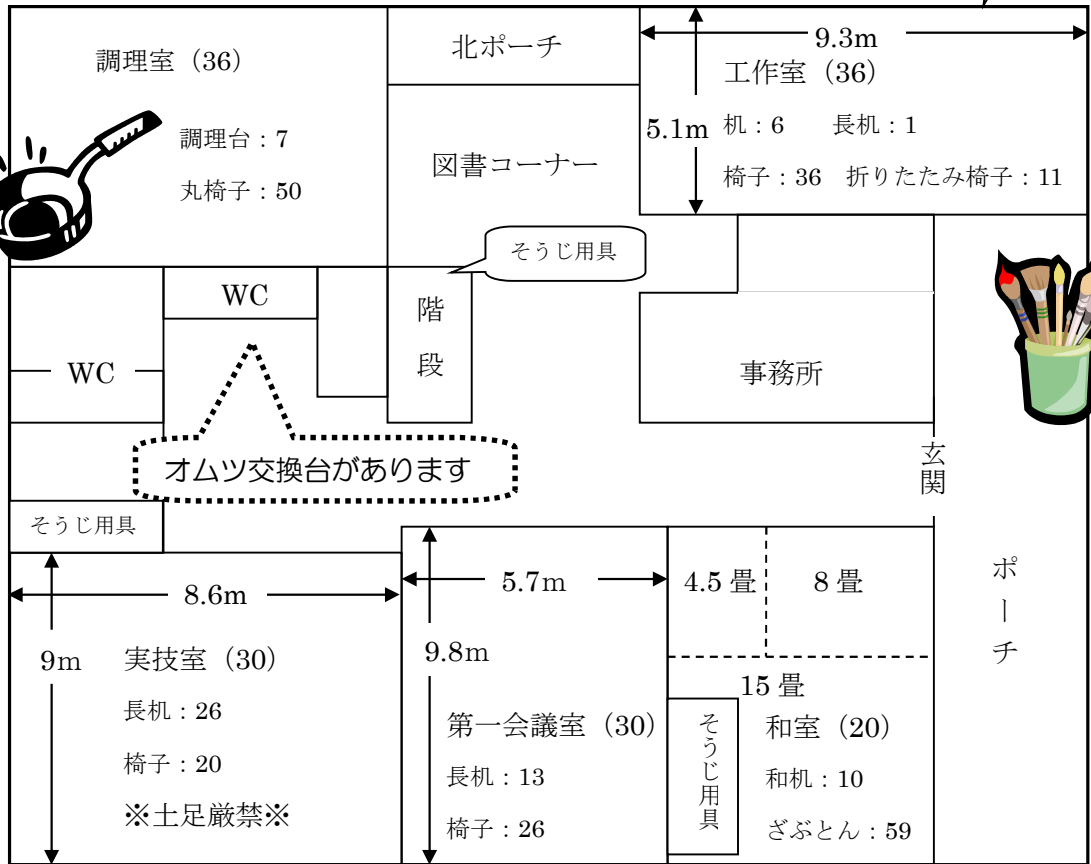 調理室（36）
調理台：7
丸椅子：50
北ポーチ
図書コーナー
9.3m
工作室（36）
5.1m
机：6　長机：1
椅子：36　折りたたみ椅子：11
そうじ用具
WC
WC
階段
事務所
オムツ交換台があります
玄関
ポーチ
そうじ用具
8.6m
9m
実技室（30）
長机：26
椅子：20
※土足厳禁※
5.7m
9.8m
第一会議室（30）
長机：13
椅子：26
4.5畳
8畳
15畳
そうじ用具
和室（20）
和机：10
ざぶとん：59